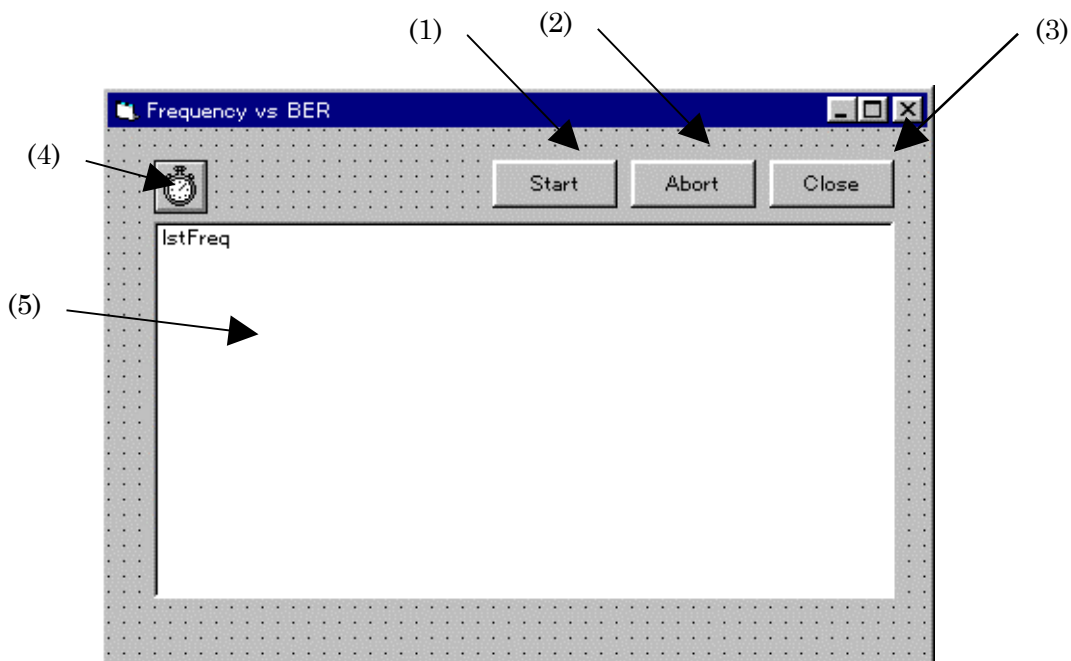 (1) (2) (3)
Frequency vs BER
(4)
Start Abort Close
lstFreq
(5)